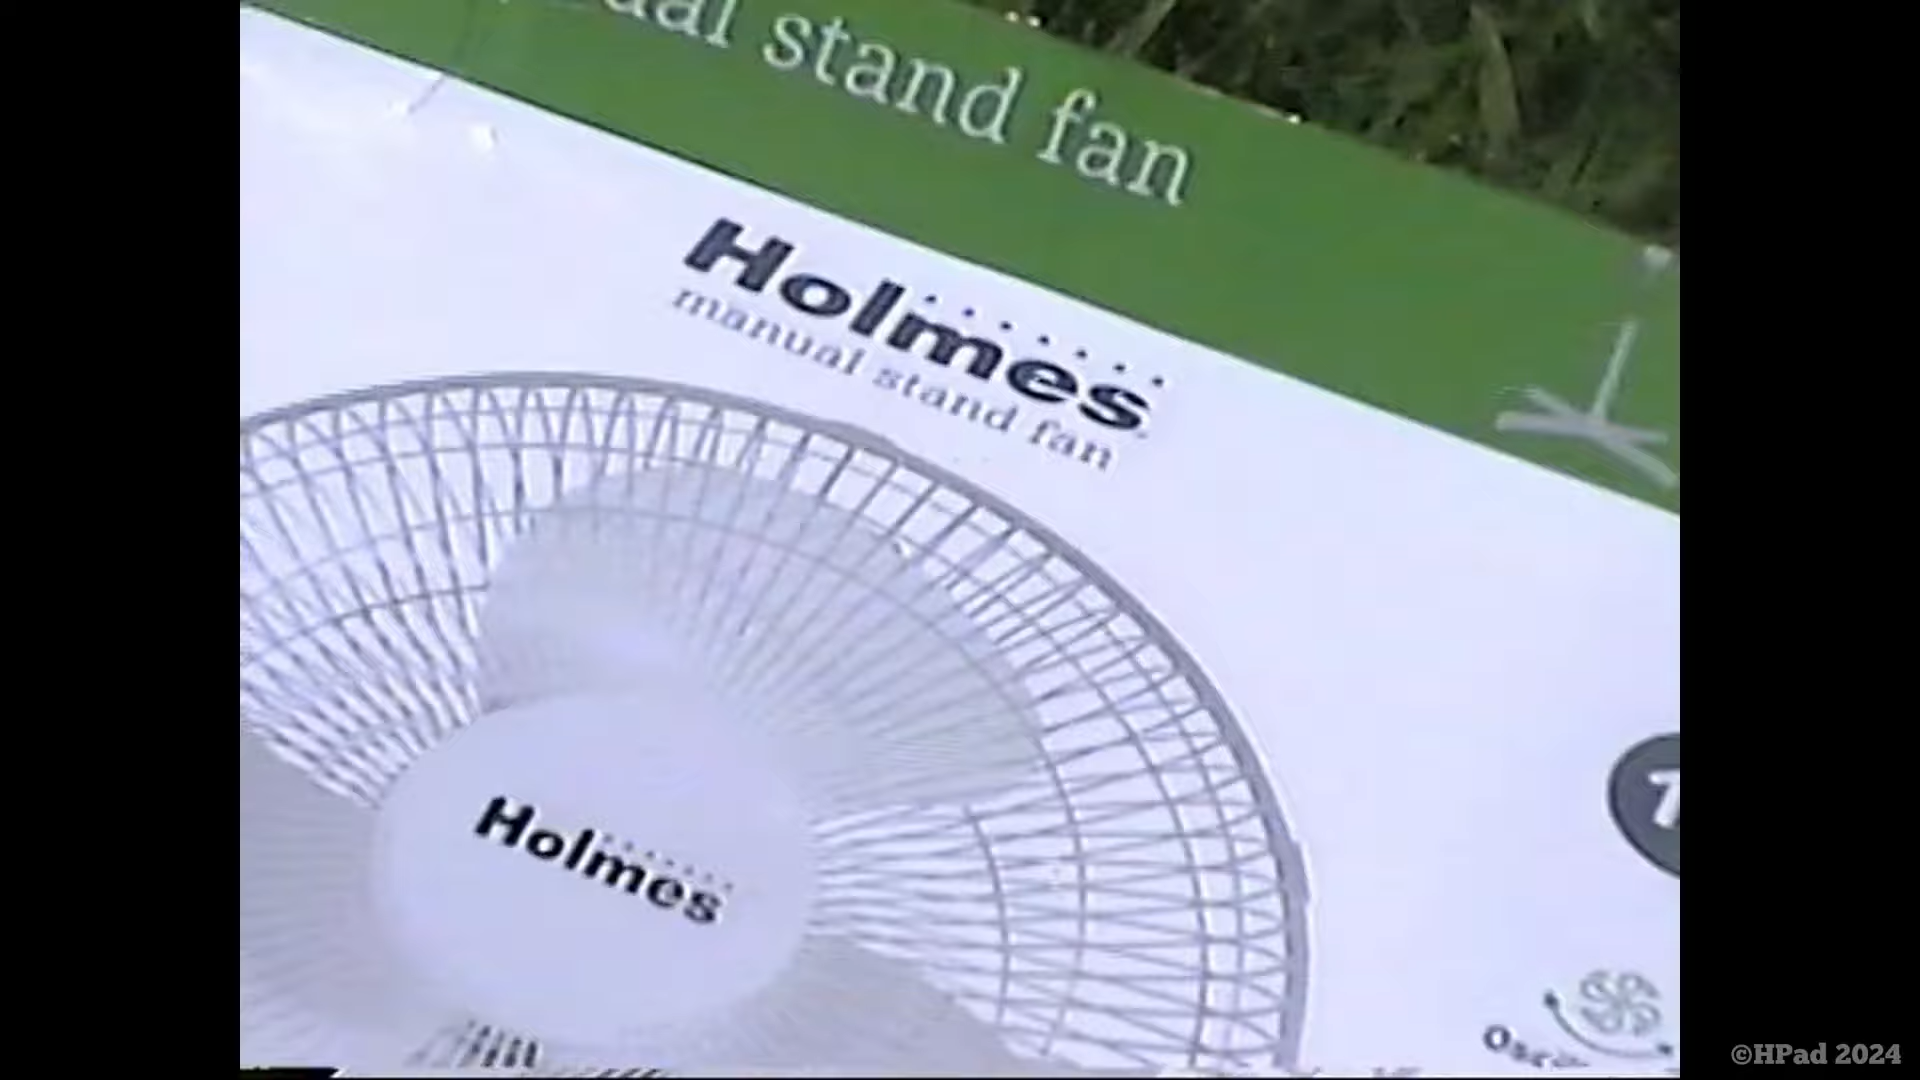 stand fan
Holmes
manual stand fan
Holmes
©HPad 2024